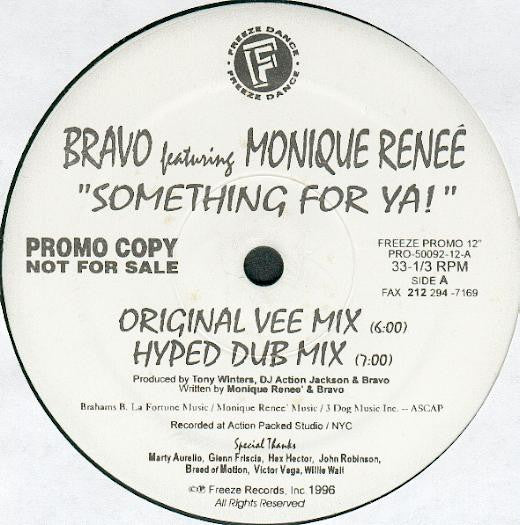 FREEZE DANCE
FREEZE DANCE
BRAVO featuring MONIQUE RENEÉ
"SOMETHING FOR YA!"
PROMO COPY
NOT FOR SALE
FREEZE PROMO 12"
PRO-50092-12-A
33-1/3 RPM
SIDE A
FAX 212 294 -7169
ORIGINAL VEE MIX (6:00)
HYPED DUB MIX (7:00)
Produced by Tony Winters, DJ Action Jackson & Bravo
Written by Monique Renee' & Bravo
Brahams B. La Fortune Music / Monique Renee' Music / 3 Dog Music Inc. -- ASCAP
Recorded at Action Packed Studio / NYC
Special Thanks
Marty Aurelio, Glenn Friscia, Hex Hector, John Robinson,
Breed of Motion, Victor Vega, Willie Wall
©℗ Freeze Records, Inc. 1996
All Rights Reserved